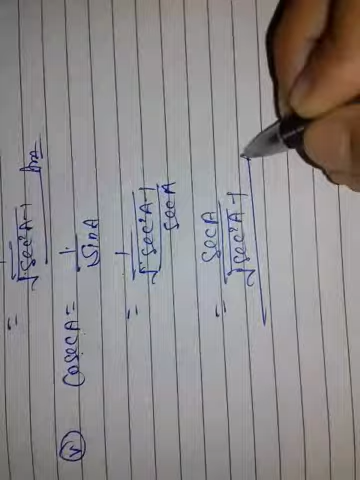 = 1/√sec²A-1 Ans
(v) CosecA = 1/SinA
= 1/(√sec²A-1/secA)
= secA/√sec²A-1